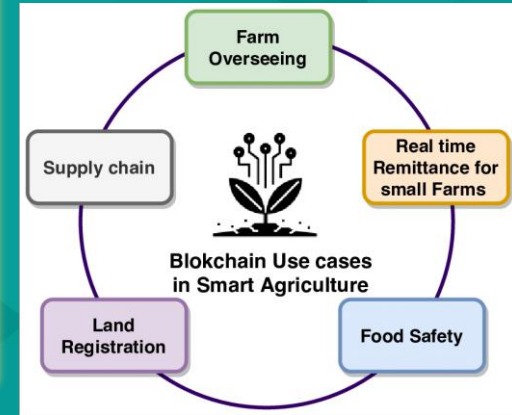 Farm
Overseeing
Supply chain
Real time
Remittance for
small Farms
Blokchain Use cases
in Smart Agriculture
Land
Registration
Food Safety